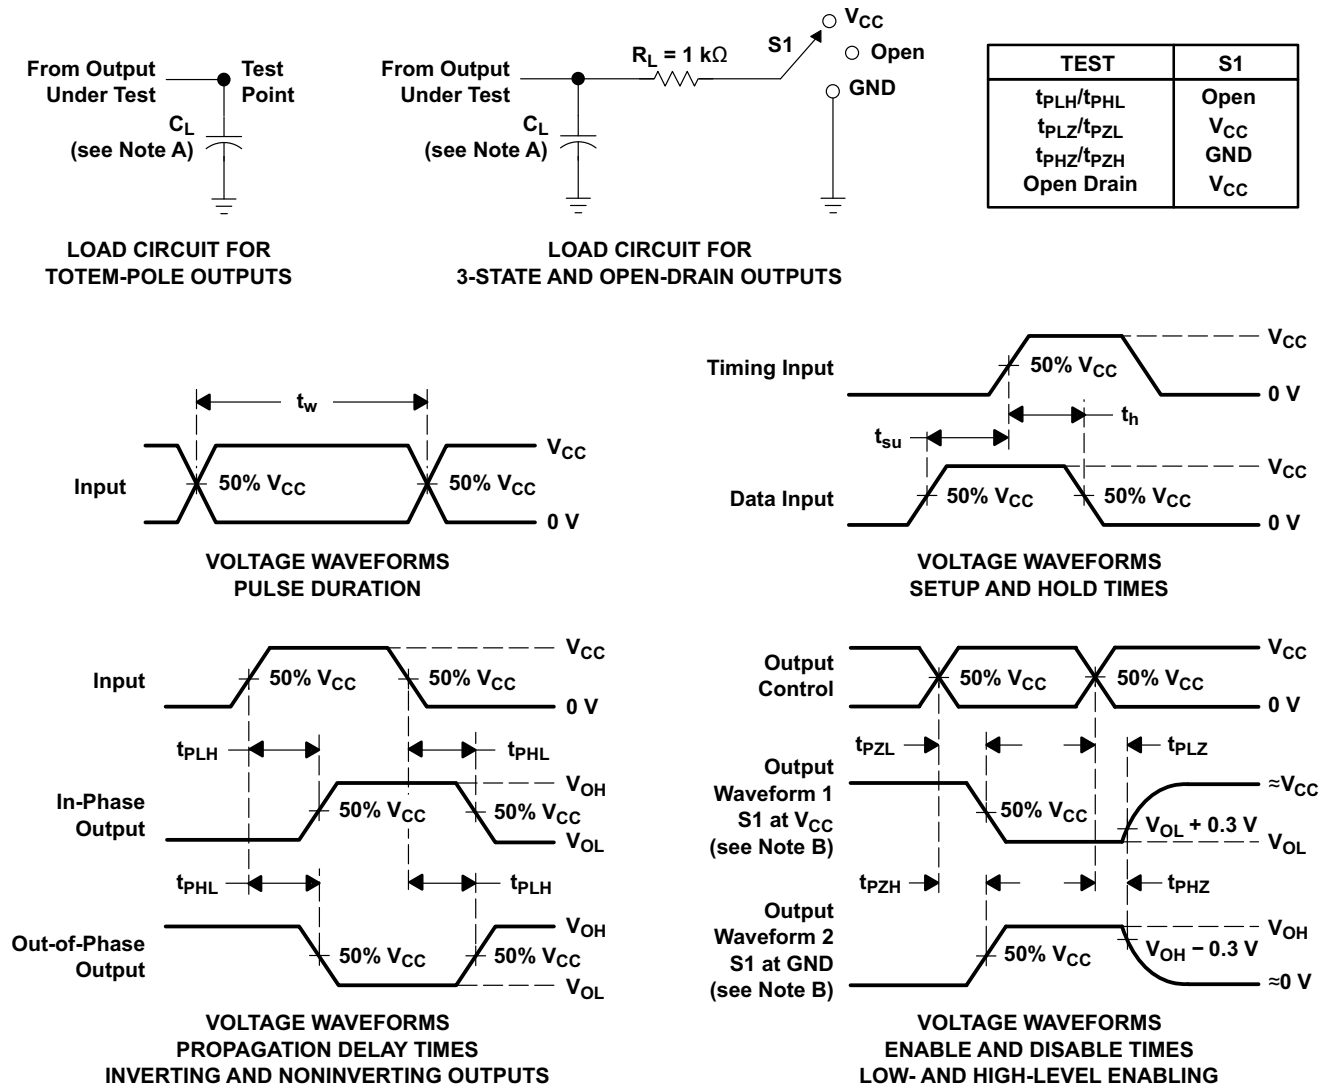 From Output
Under Test
Test
Point
CL
(see Note A)
LOAD CIRCUIT FOR
TOTEM-POLE OUTPUTS
From Output
Under Test
RL = 1 kΩ
S1
VCC
Open
GND
CL
(see Note A)
LOAD CIRCUIT FOR
3-STATE AND OPEN-DRAIN OUTPUTS
TEST S1
tPLH/tPHL Open
tPLZ/tPZL VCC
tPHZ/tPZH GND
Open Drain VCC
tw
VCC
Input
50% VCC
50% VCC
0 V
VOLTAGE WAVEFORMS
PULSE DURATION
VCC
Timing Input
50% VCC
0 V
th
tsu
VCC
Data Input
50% VCC
50% VCC
0 V
VOLTAGE WAVEFORMS
SETUP AND HOLD TIMES
VCC
Input
50% VCC
50% VCC
0 V
tPLH
tPHL
VOH
In-Phase
Output
50% VCC
50% VCC
VOL
tPHL
tPLH
VOH
Out-of-Phase
Output
50% VCC
50% VCC
VOL
VOLTAGE WAVEFORMS
PROPAGATION DELAY TIMES
INVERTING AND NONINVERTING OUTPUTS
VCC
Output
Control
50% VCC
50% VCC
0 V
tPZL
tPLZ
Output
Waveform 1
S1 at VCC
(see Note B)
≈VCC
50% VCC
VOL + 0.3 V
VOL
tPZH
tPHZ
Output
Waveform 2
S1 at GND
(see Note B)
VOH
50% VCC
VOH − 0.3 V
≈0 V
VOLTAGE WAVEFORMS
ENABLE AND DISABLE TIMES
LOW- AND HIGH-LEVEL ENABLING